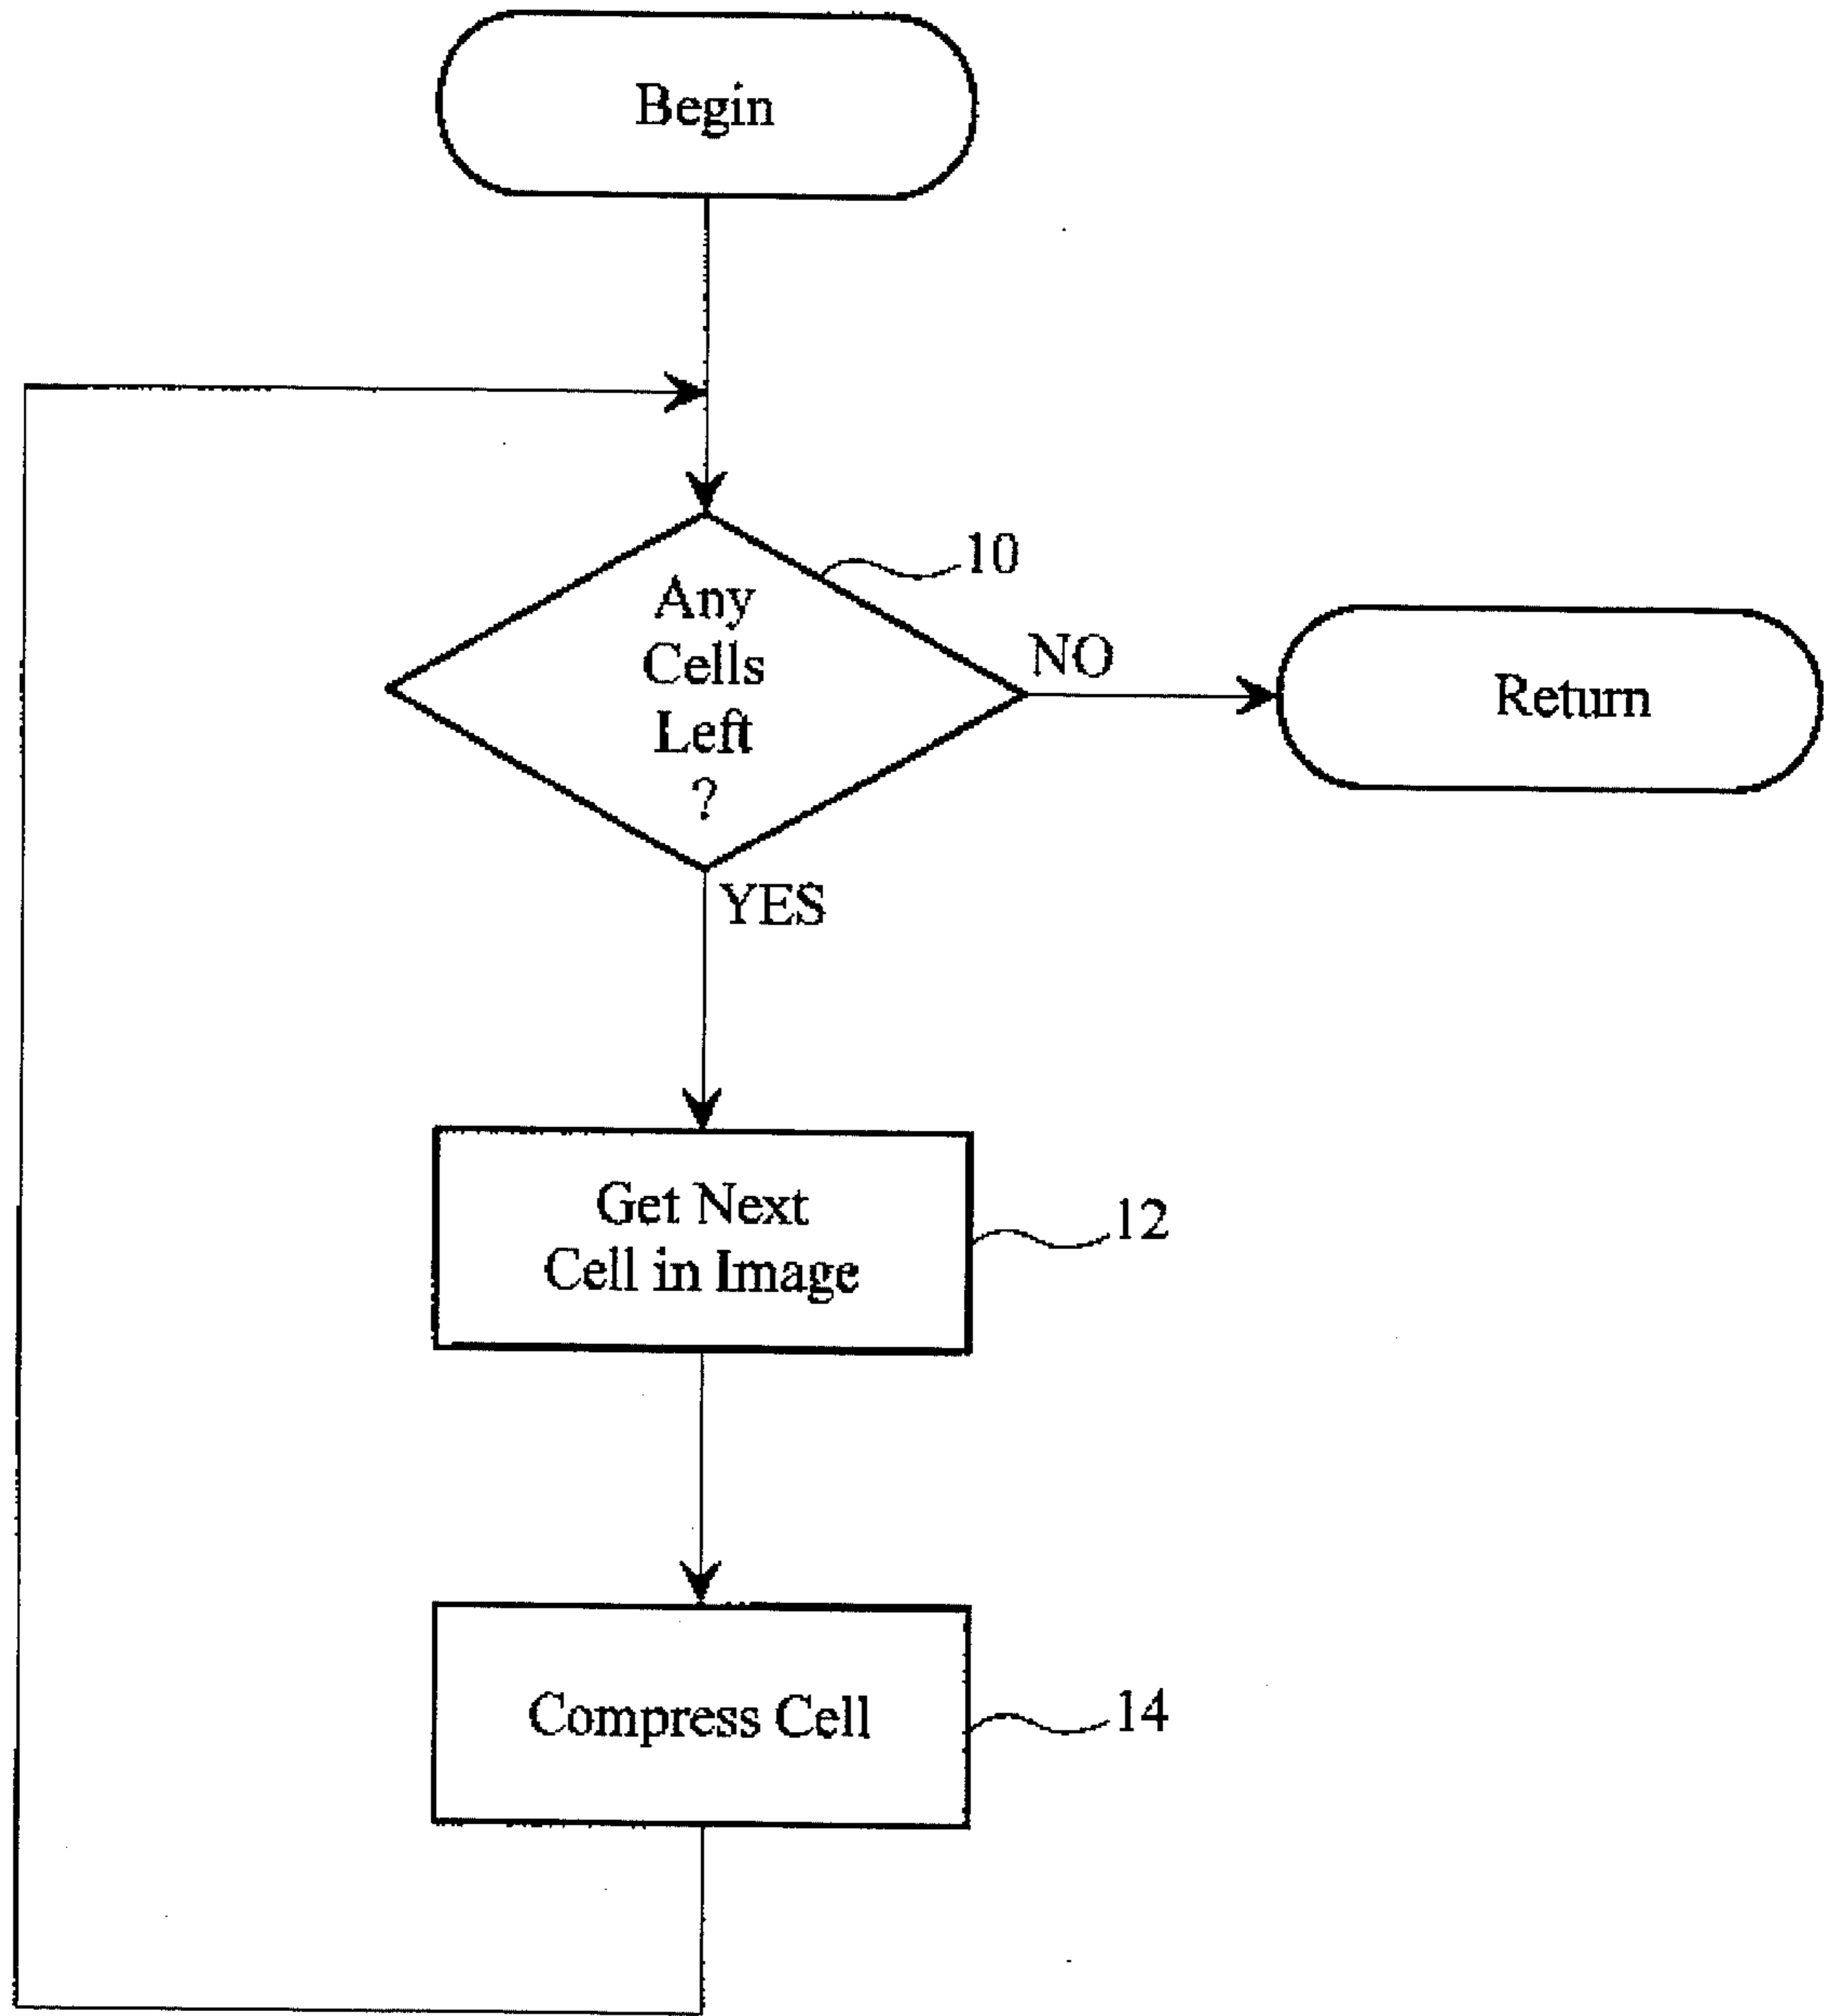 Begin
10
Any
Cells
Left
?
NO
Return
YES
Get Next
Cell in Image
12
Compress Cell
14